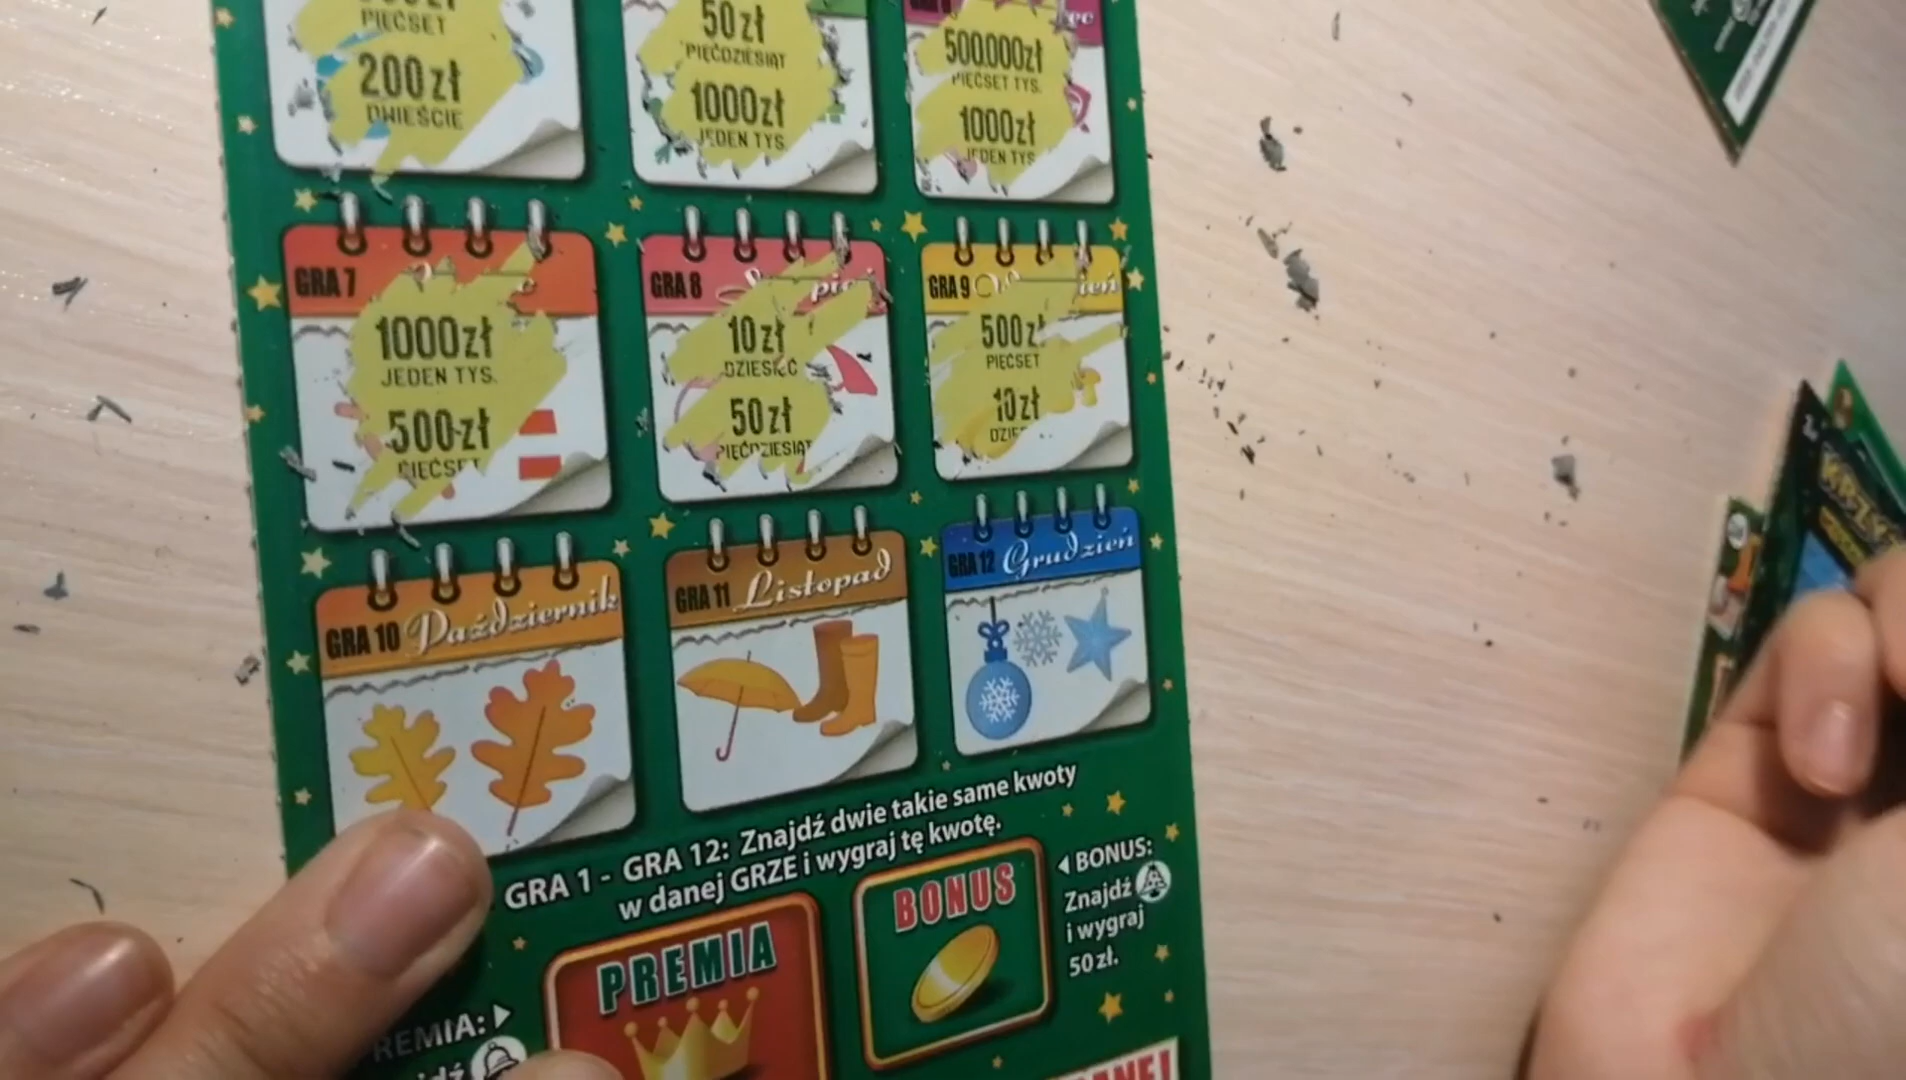 PIĘĆSET
200zł
DWIEŚCIE
50zł
PIĘĆDZIESIĄT
1000zł
JEDEN TYS.
500.000zł
PIĘĆSET TYS.
1000zł
JEDEN TYS.
GRA 7
1000zł
JEDEN TYS.
500zł
PIĘĆSET
GRA 8
10zł
DZIESIĘĆ
50zł
PIĘĆDZIESIĄT
GRA 9
500zł
PIĘĆSET
10zł
GRA 10 Październik
GRA 11 Listopad
GRA 12 Grudzień
GRA 1 - GRA 12: Znajdź dwie takie same kwoty
w danej GRZE i wygraj tę kwotę.
PREMIA
BONUS
BONUS:
Znajdź
i wygraj
50zł.